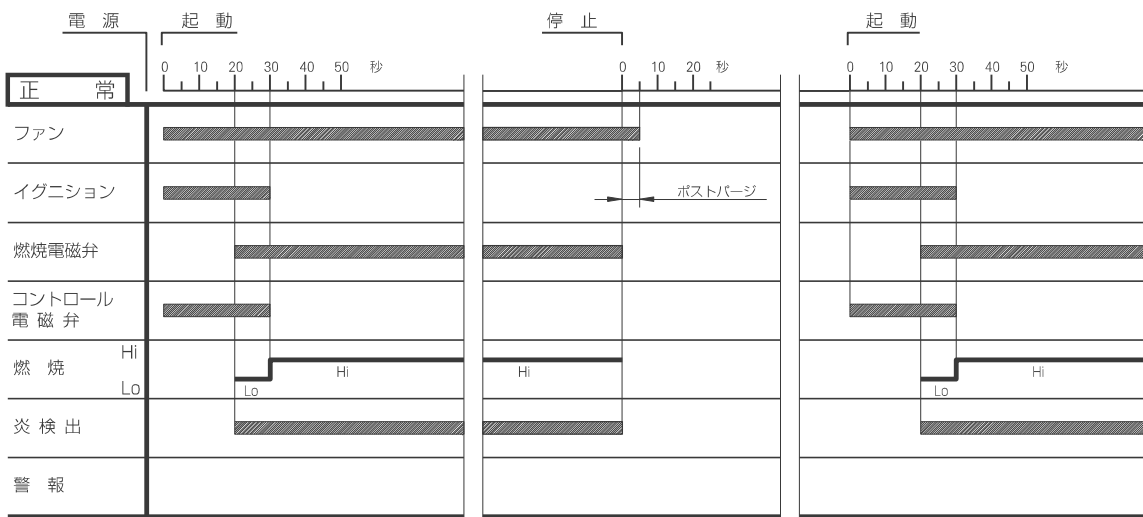 電 源 起 動 停 止 起 動
0 10 20 30 40 50 秒 0 10 20 秒 0 10 20 30 40 50 秒
正 常
ファン
イグニション ポストパージ
燃焼電磁弁
コントロール
電 磁 弁
Hi
燃 焼 Hi Hi Hi
Lo Lo Lo
炎 検 出
警 報